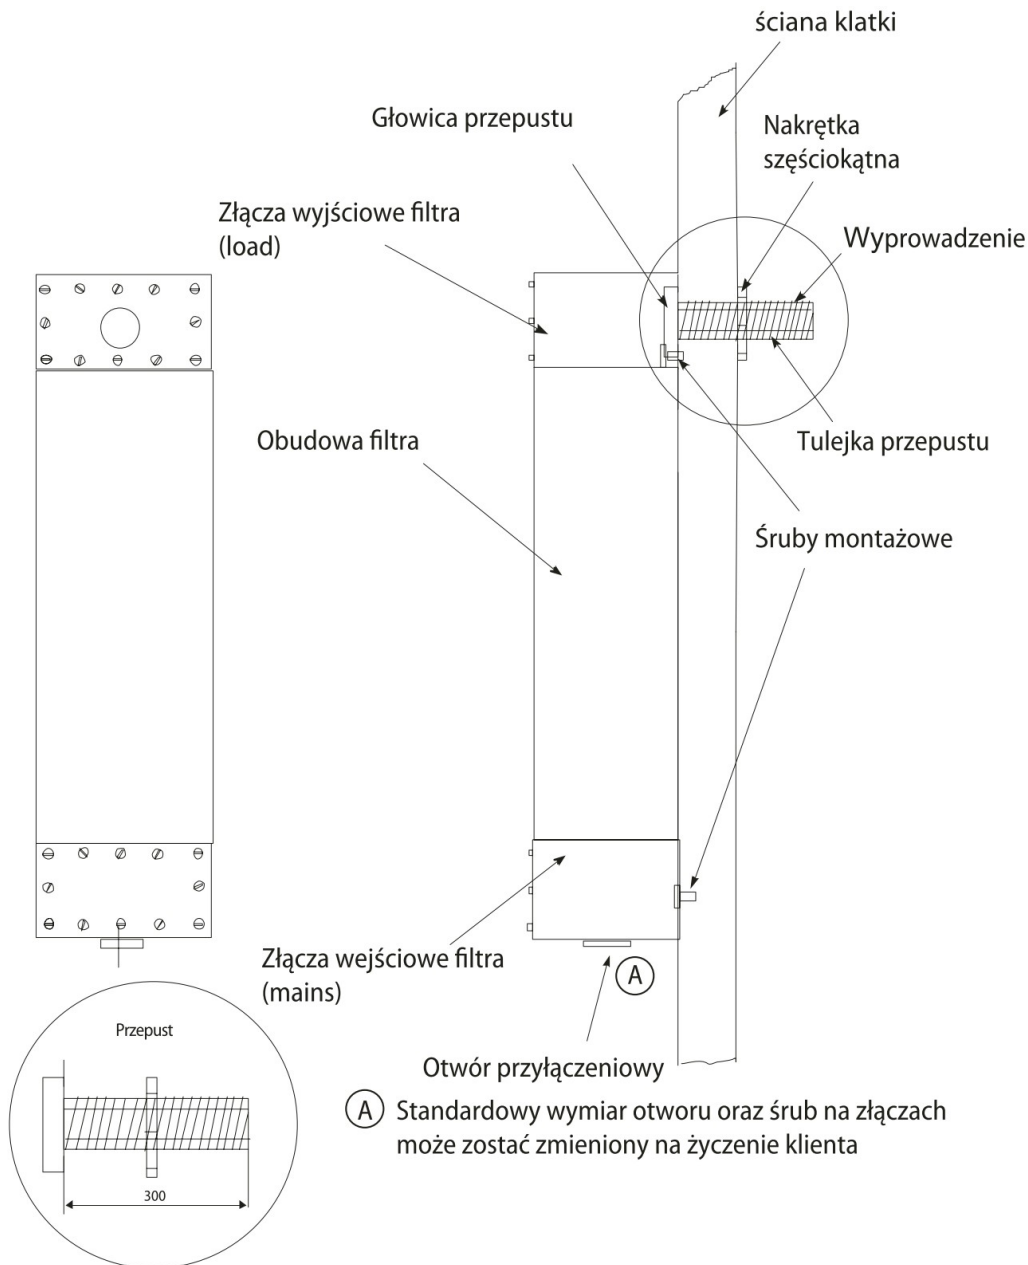 ściana klatki
Głowica przepustu
Nakrętka
szęściokątna
Złącza wyjściowe filtra
(load)
Wyprowadzenie
Obudowa filtra
Tulejka przepustu
Śruby montażowe
Złącza wejściowe filtra
(mains)
A
Przepust
Otwór przyłączeniowy
A Standardowy wymiar otworu oraz śrub na złączach
może zostać zmieniony na życzenie klienta
300